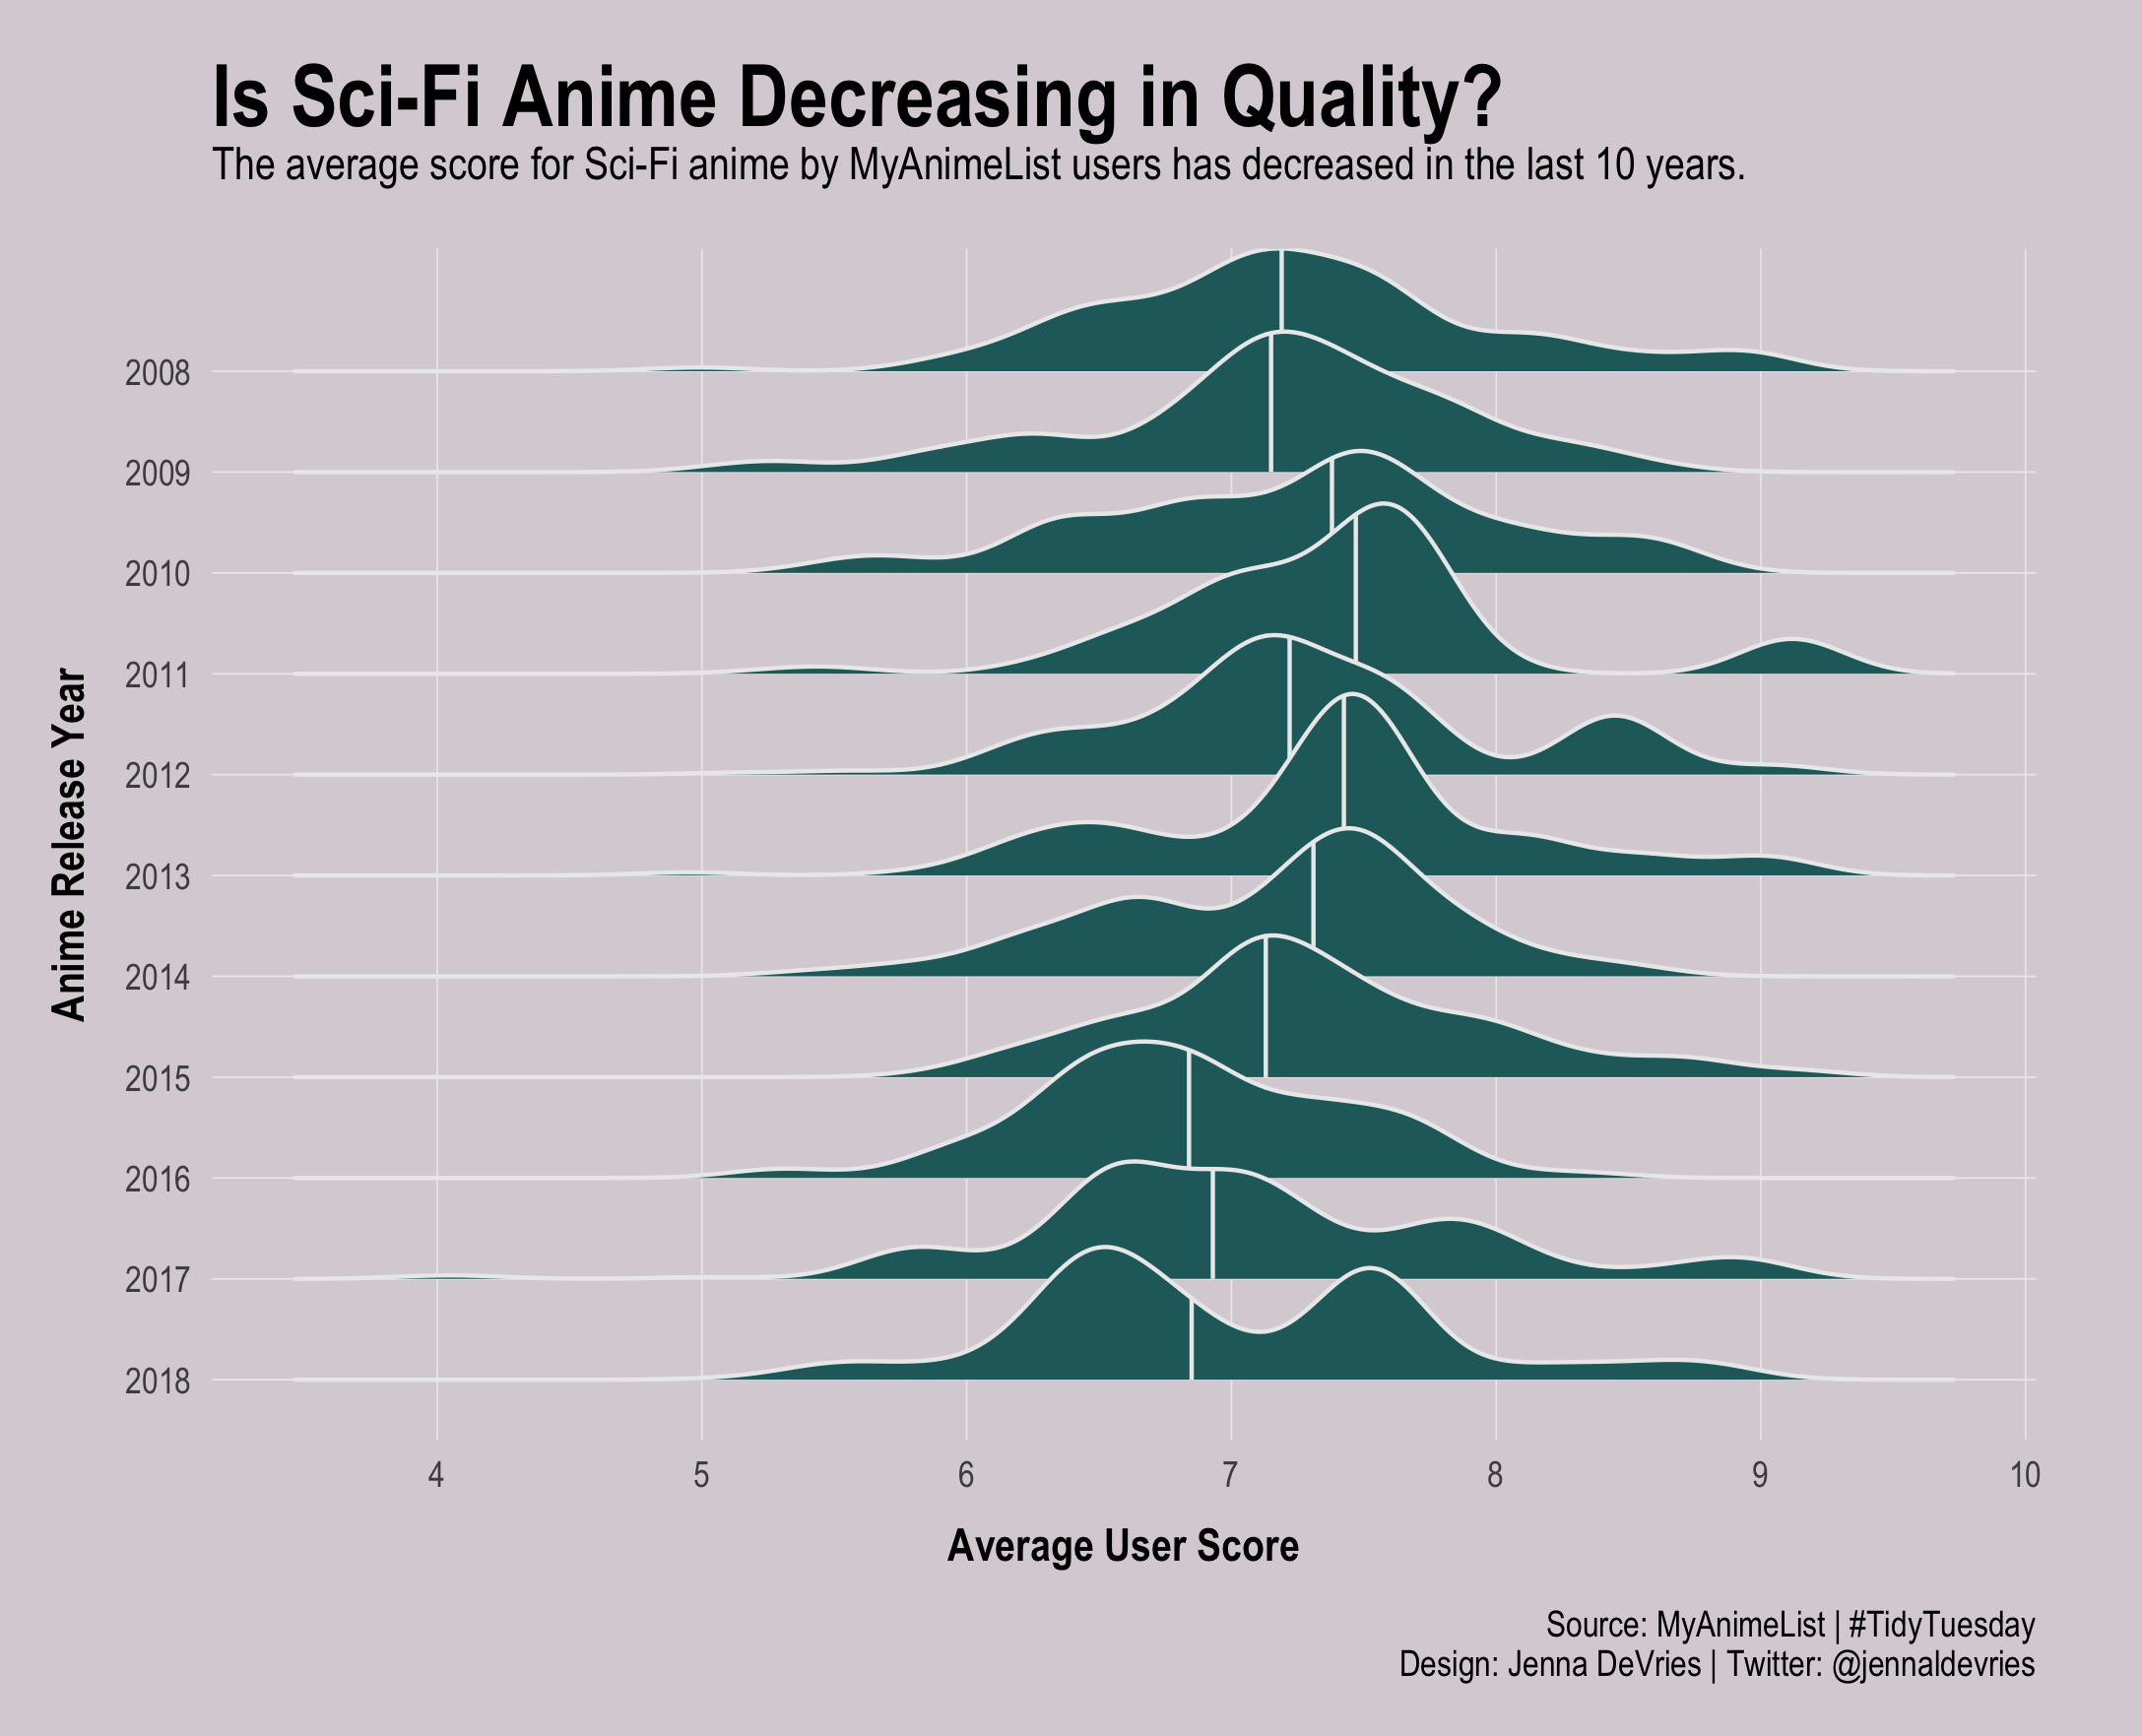 Is Sci-Fi Anime Decreasing in Quality?
The average score for Sci-Fi anime by MyAnimeList users has decreased in the last 10 years.
Anime Release Year
2008
2009
2010
2011
2012
2013
2014
2015
2016
2017
2018
4 5 6 7 8 9 10
Average User Score
Source: MyAnimeList | #TidyTuesday
Design: Jenna DeVries | Twitter: @jennaldevries